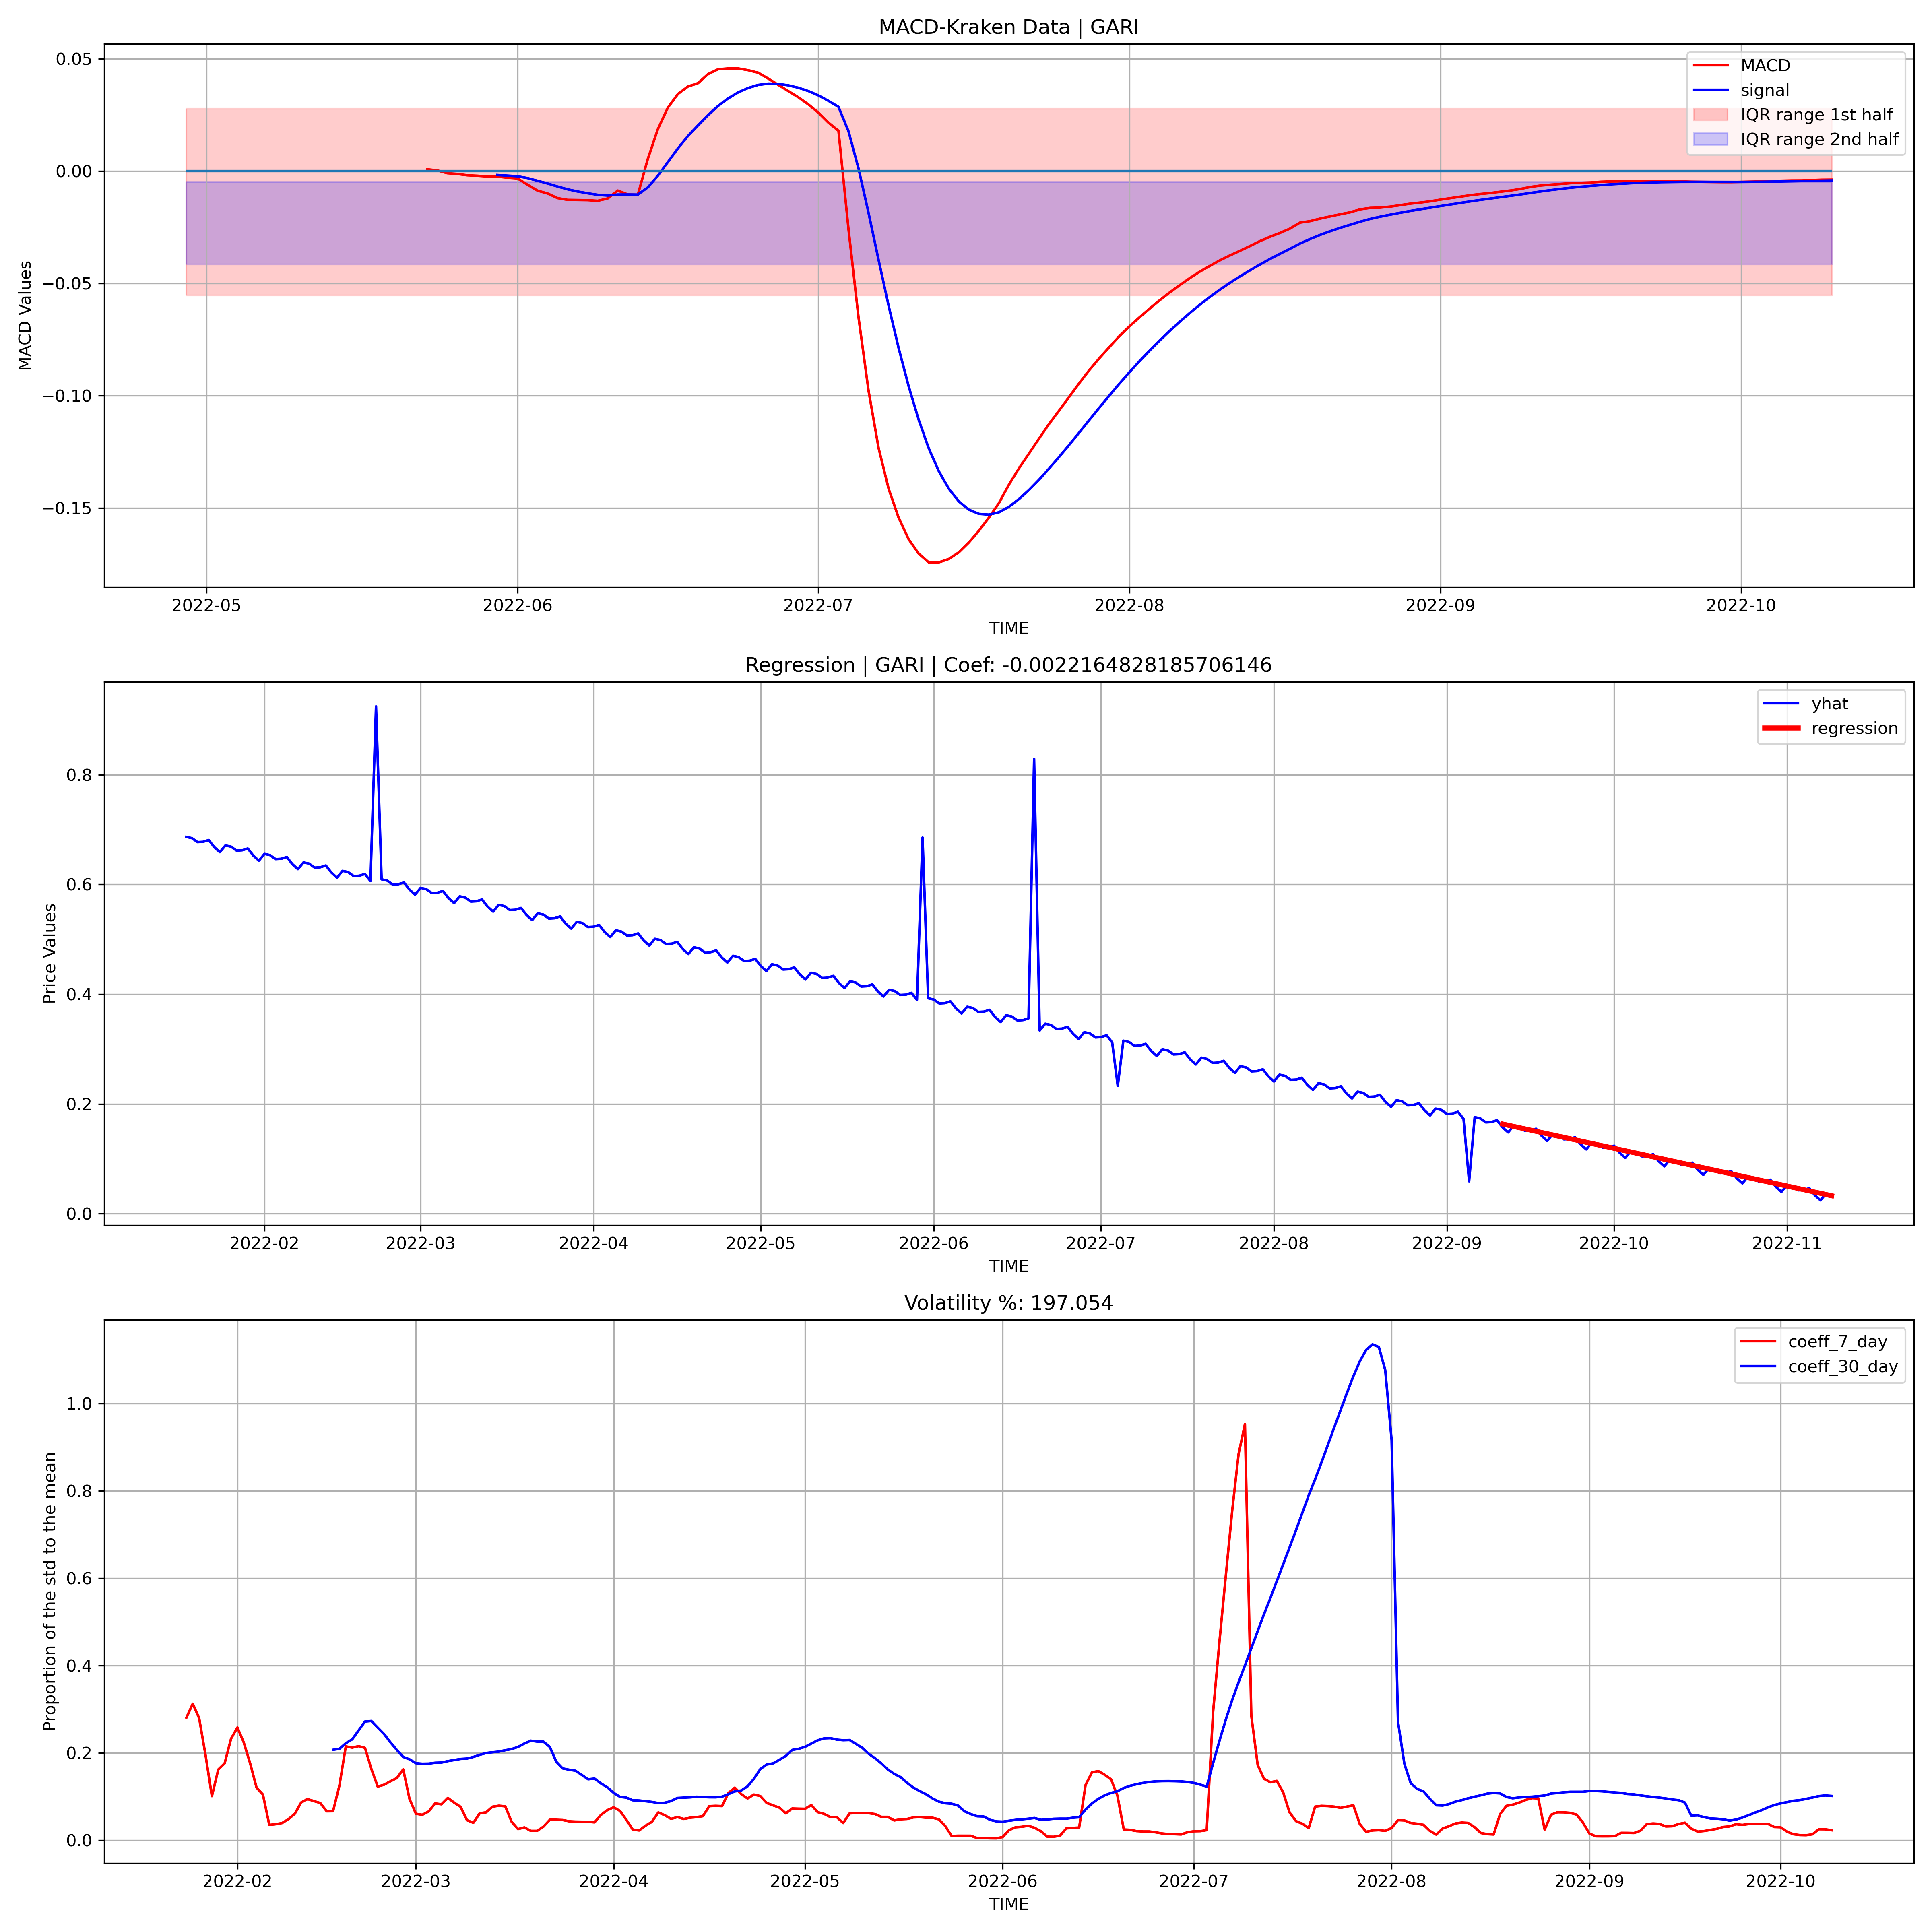 MACD-Kraken Data | GARI
MACD Values
0.05
0.00
−0.05
−0.10
−0.15
MACD
signal
IQR range 1st half
IQR range 2nd half
2022-05 2022-06 2022-07 2022-08 2022-09 2022-10
TIME
Regression | GARI | Coef: -0.0022164828185706146
Price Values
0.8
0.6
0.4
0.2
0.0
yhat
regression
2022-02 2022-03 2022-04 2022-05 2022-06 2022-07 2022-08 2022-09 2022-10 2022-11
TIME
Volatility %: 197.054
Proportion of the std to the mean
1.0
0.8
0.6
0.4
0.2
0.0
coeff_7_day
coeff_30_day
2022-02 2022-03 2022-04 2022-05 2022-06 2022-07 2022-08 2022-09 2022-10
TIME